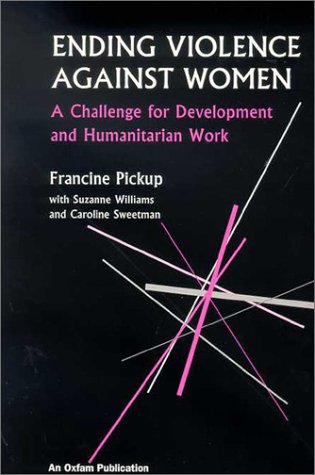 ENDING VIOLENCE
AGAINST WOMEN
A Challenge for Development
and Humanitarian Work
Francine Pickup
with Suzanne Williams
and Caroline Sweetman
An Oxfam Publication